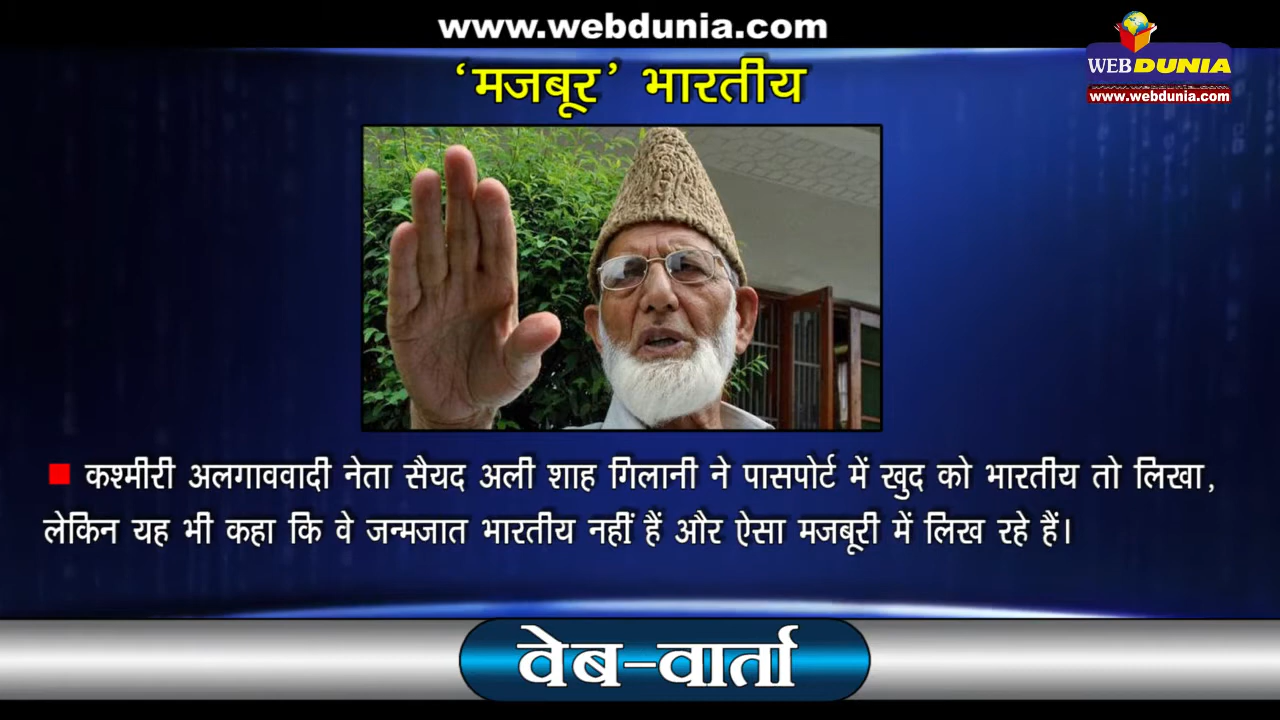 www.webdunia.com
WEBDUNIA
www.webdunia.com
‘मजबूर’ भारतीय
कश्मीरी अलगाववादी नेता सैयद अली शाह गिलानी ने पासपोर्ट में खुद को भारतीय तो लिखा,
लेकिन यह भी कहा कि वे जन्मजात भारतीय नहीं हैं और ऐसा मजबूरी में लिख रहे हैं।
वेब-वार्ता